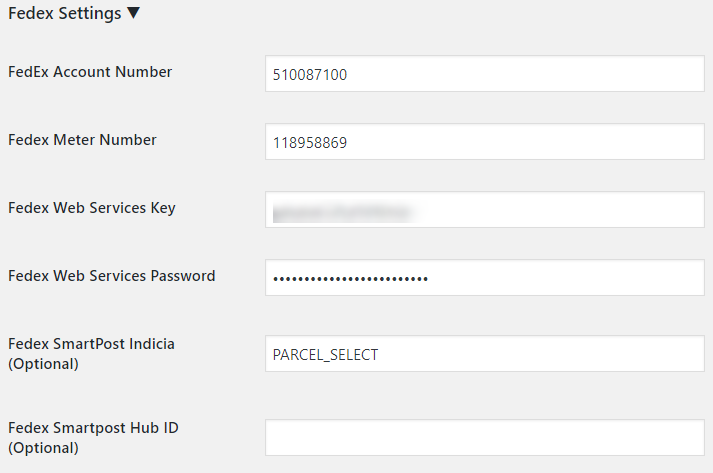 Fedex Settings ▼
FedEx Account Number
510087100
Fedex Meter Number
118958869
Fedex Web Services Key
Fedex Web Services Password
•••••••••••••••••••••••••
Fedex SmartPost Indicia
(Optional)
PARCEL_SELECT
Fedex Smartpost Hub ID
(Optional)